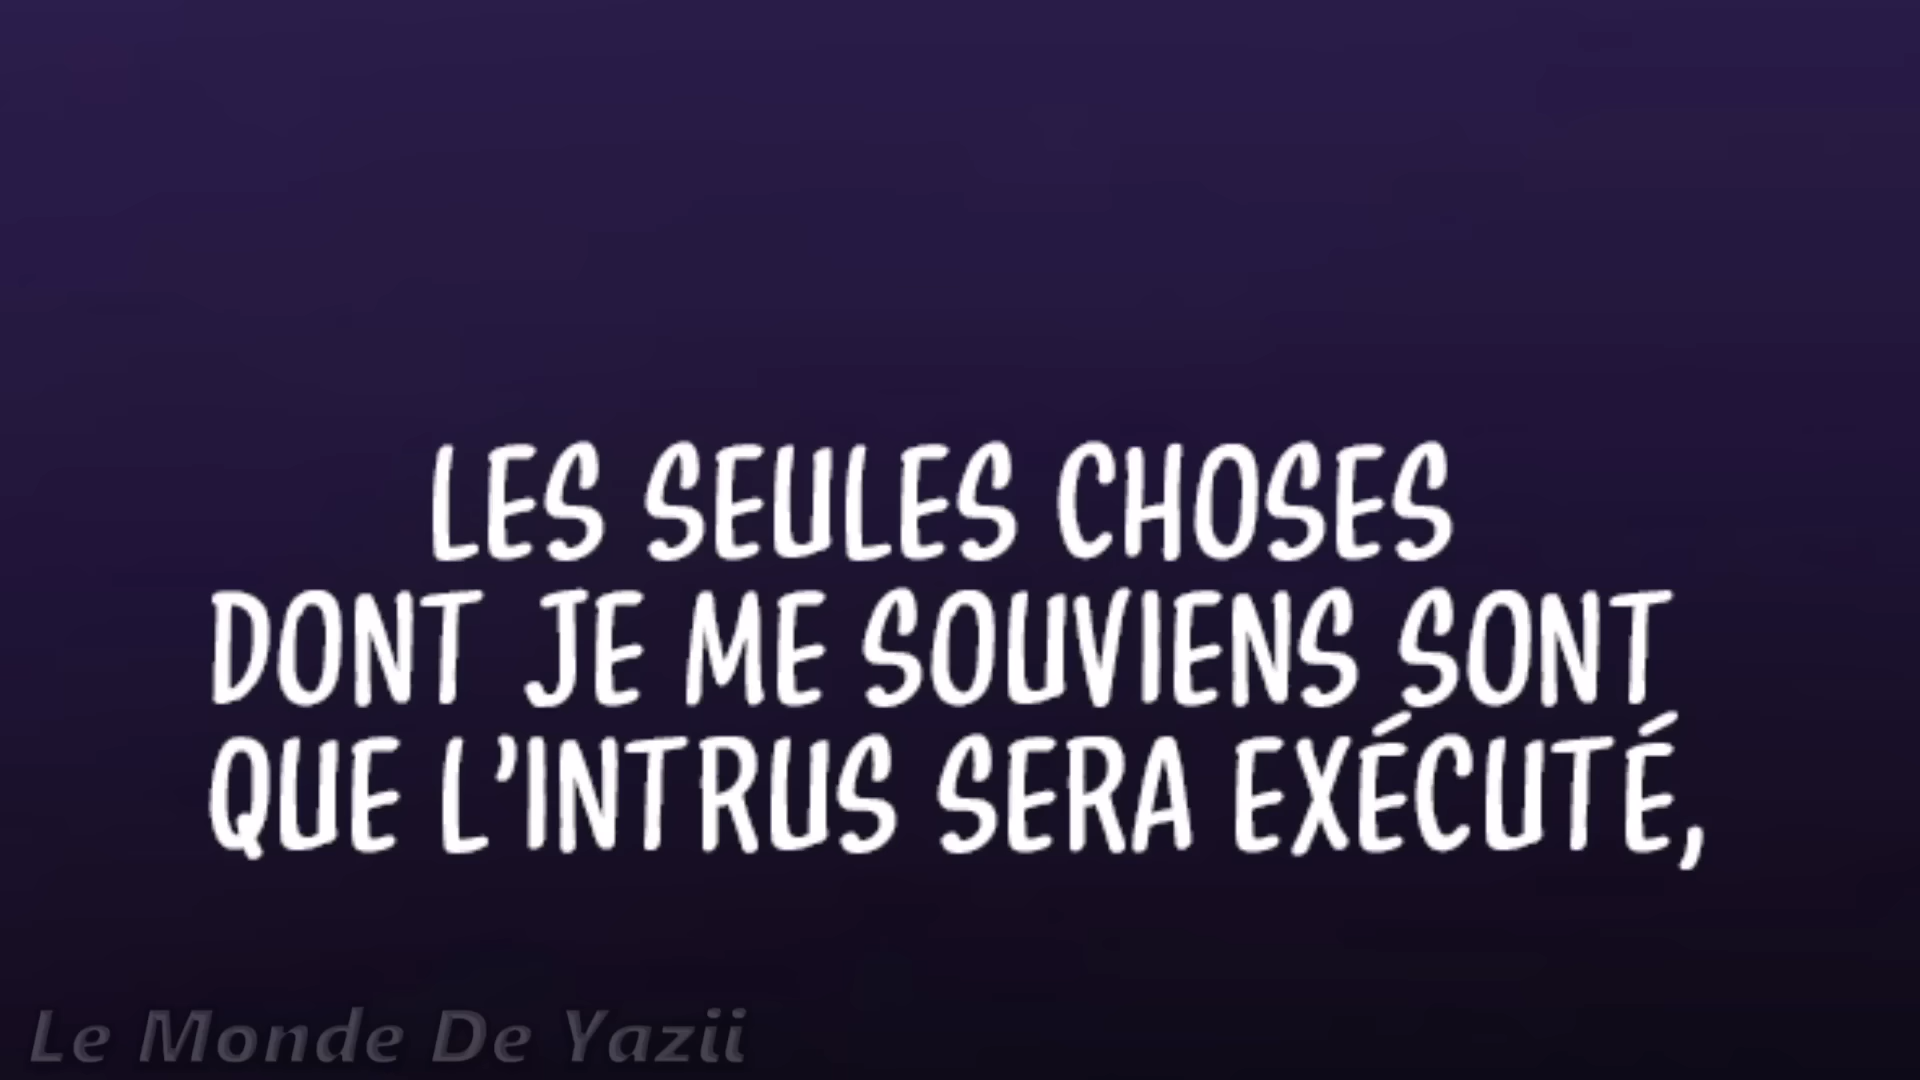 LES SEULES CHOSES
DONT JE ME SOUVIENS SONT
QUE L'INTRUS SERA EXÉCUTÉ,
Le Monde De Yazii